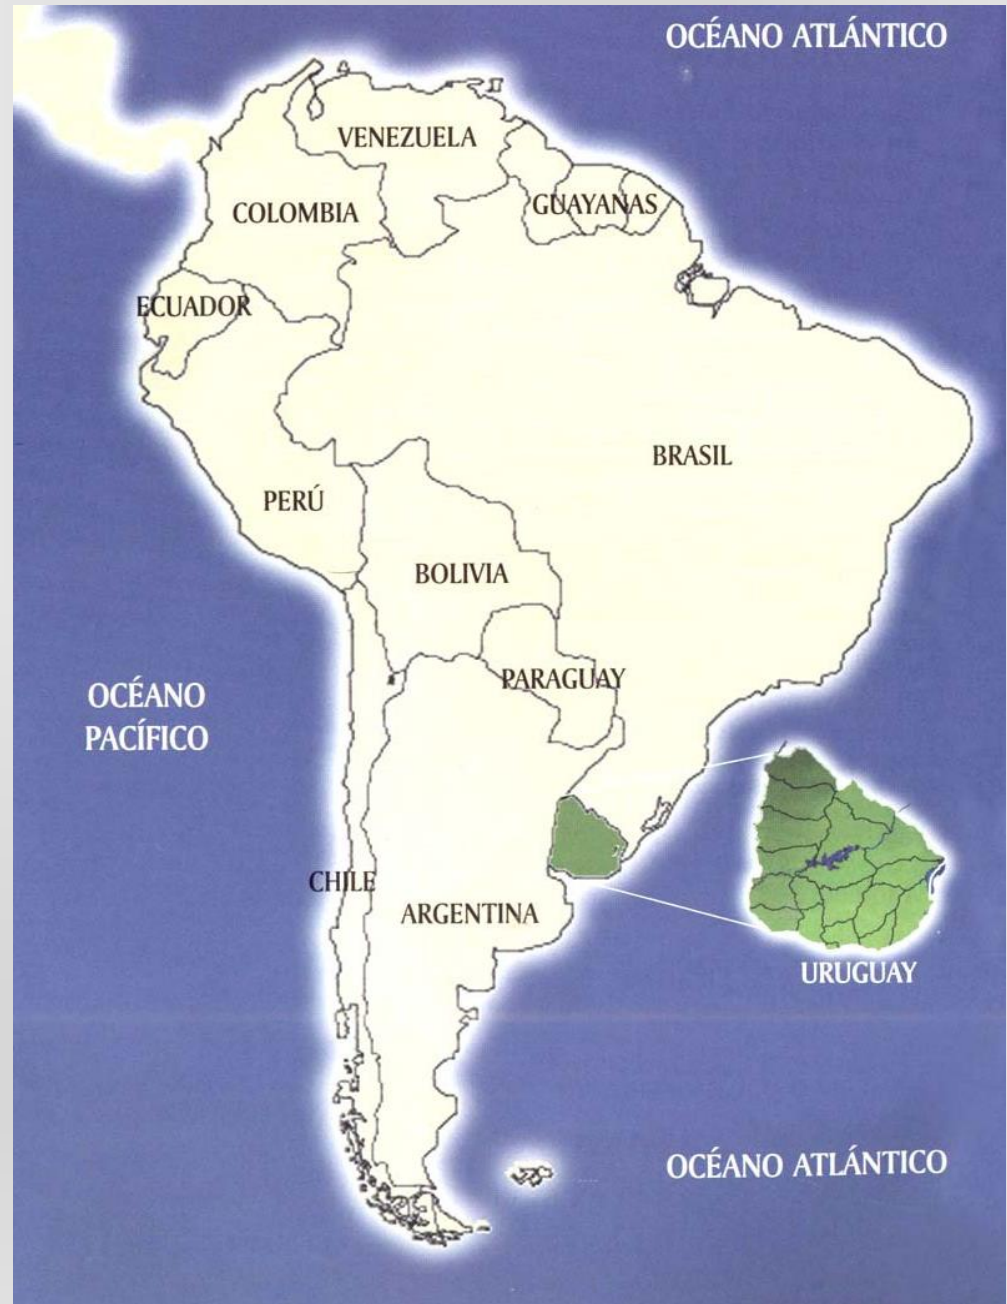 OCÉANO ATLÁNTICO
VENEZUELA
COLOMBIA
GUAYANAS
ECUADOR
BRASIL
PERÚ
BOLIVIA
PARAGUAY
OCÉANO
PACÍFICO
CHILE
ARGENTINA
URUGUAY
OCÉANO ATLÁNTICO